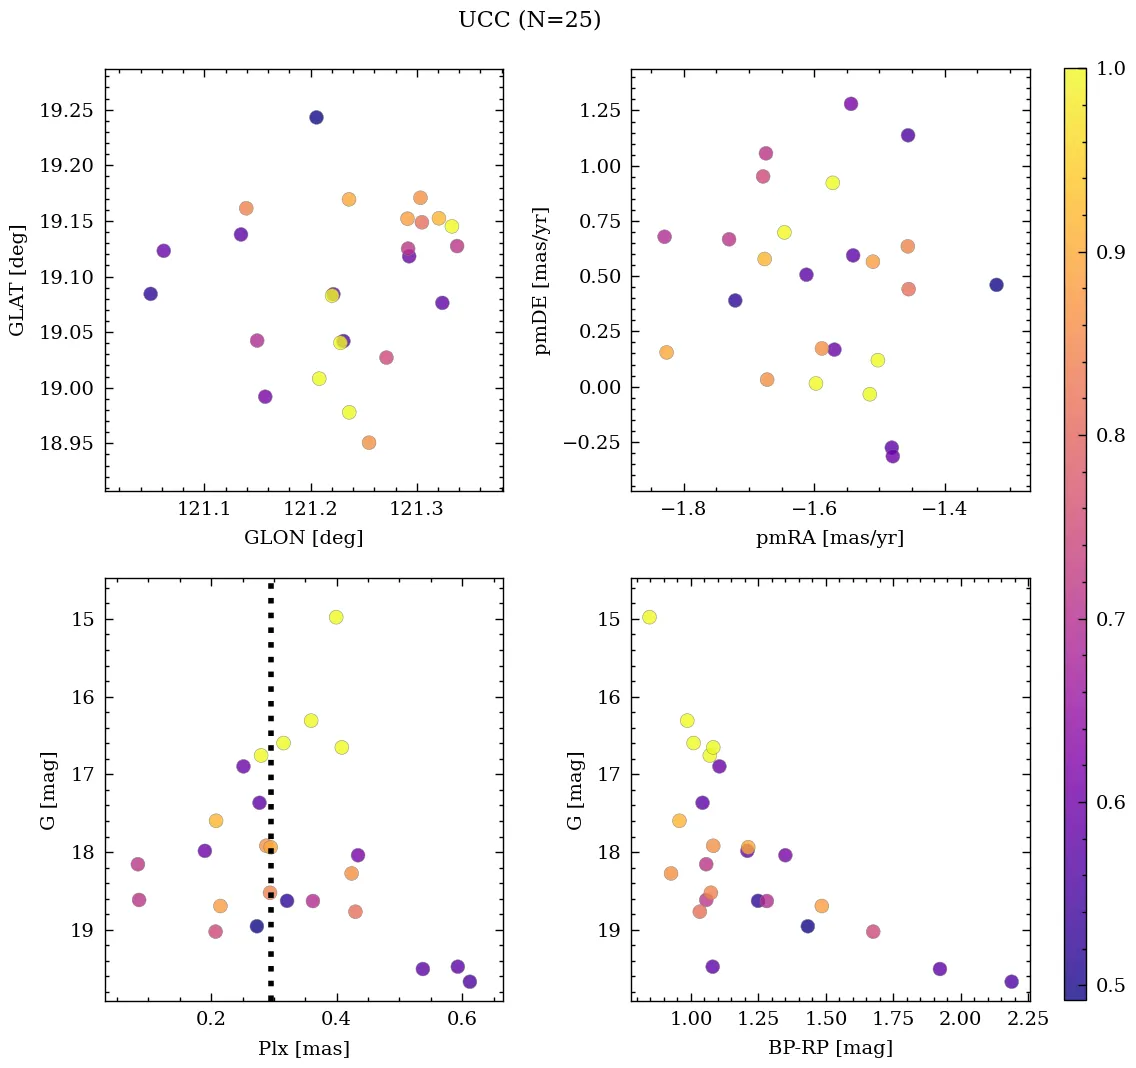 UCC (N=25)
19.25
19.20
19.15
19.10
19.05
19.00
18.95
GLAT [deg]
121.1 121.2 121.3
GLON [deg]
1.25
1.00
0.75
0.50
0.25
0.00
−0.25
pmDE [mas/yr]
−1.8 −1.6 −1.4
pmRA [mas/yr]
15
16
17
18
19
G [mag]
0.2 0.4 0.6
Plx [mas]
15
16
17
18
19
G [mag]
1.00 1.25 1.50 1.75 2.00 2.25
BP-RP [mag]
1.0
0.9
0.8
0.7
0.6
0.5